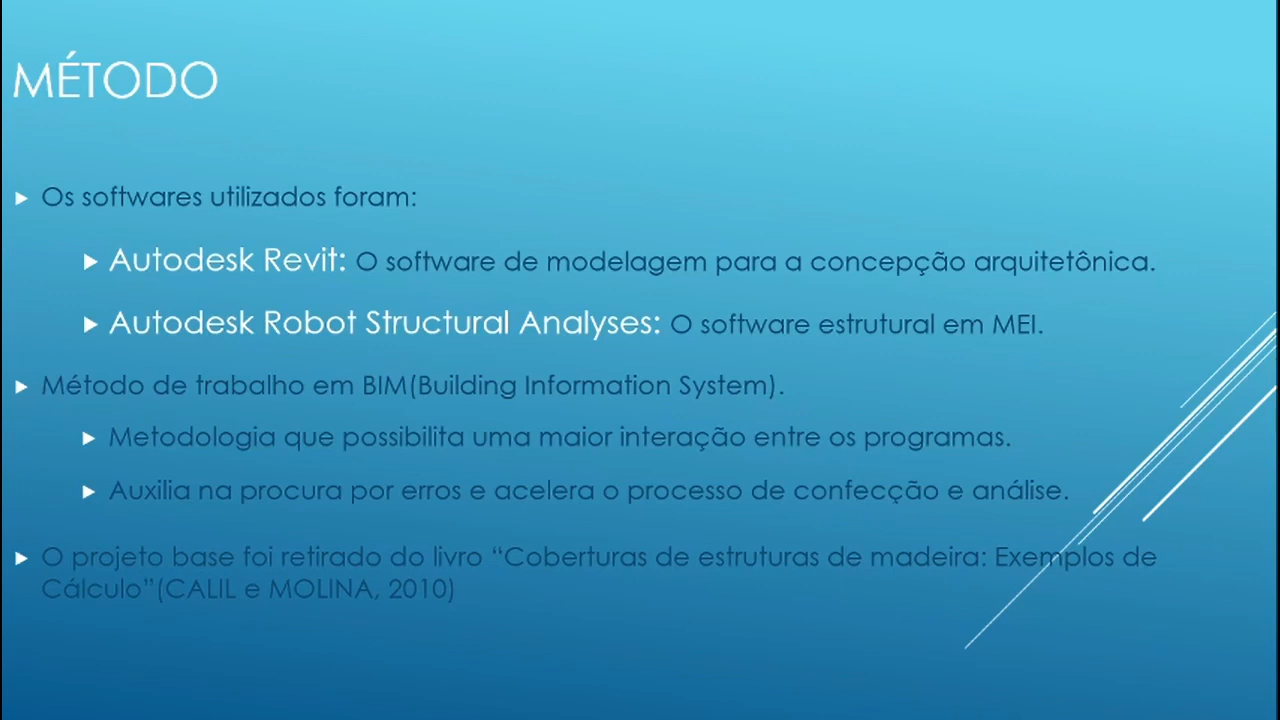 MÉTODO
Os softwares utilizados foram:
Autodesk Revit: O software de modelagem para a concepção arquitetônica.
Autodesk Robot Structural Analyses: O software estrutural em MEI.
Método de trabalho em BIM(Building Information System).
Metodologia que possibilita uma maior interação entre os programas.
Auxilia na procura por erros e acelera o processo de confecção e análise.
O projeto base foi retirado do livro “Coberturas de estruturas de madeira: Exemplos de
Cálculo”(CALIL e MOLINA, 2010)